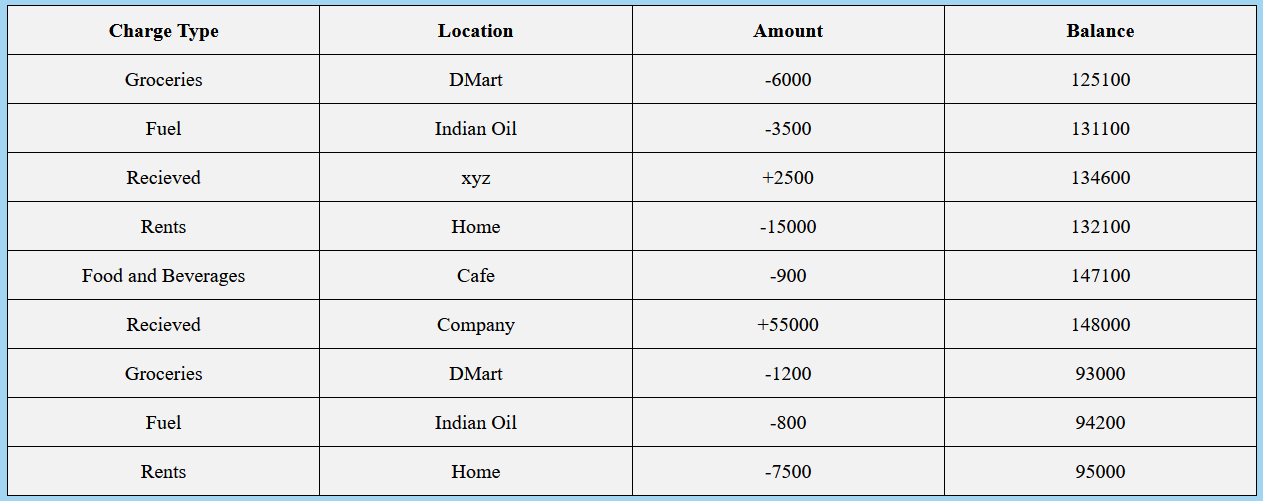 Charge Type Location Amount Balance
Groceries DMart -6000 125100
Fuel Indian Oil -3500 131100
Recieved xyz +2500 134600
Rents Home -15000 132100
Food and Beverages Cafe -900 147100
Recieved Company +55000 148000
Groceries DMart -1200 93000
Fuel Indian Oil -800 94200
Rents Home -7500 95000